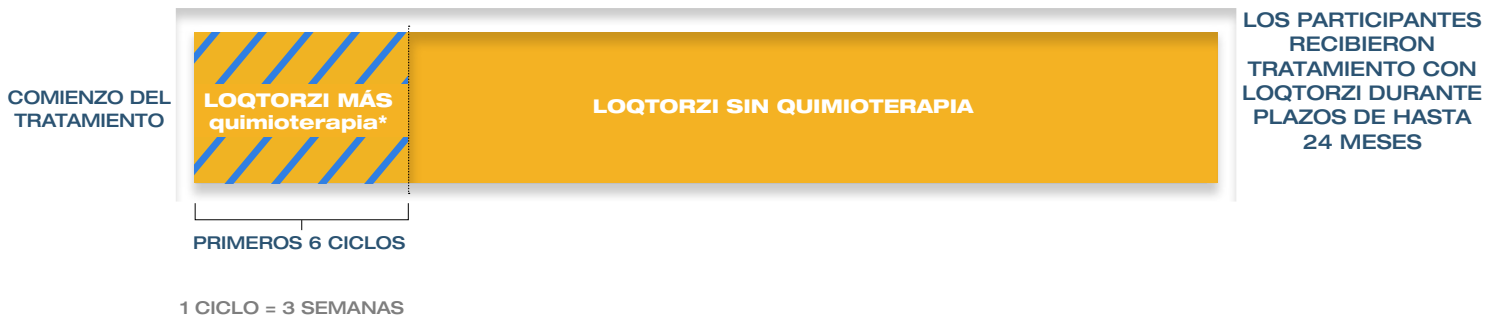 COMIENZO DEL
TRATAMIENTO
LOQTORZI MÁS
quimioterapia*
LOQTORZI SIN QUIMIOTERAPIA
LOS PARTICIPANTES
RECIBIERON
TRATAMIENTO CON
LOQTORZI DURANTE
PLAZOS DE HASTA
24 MESES
PRIMEROS 6 CICLOS
1 CICLO = 3 SEMANAS